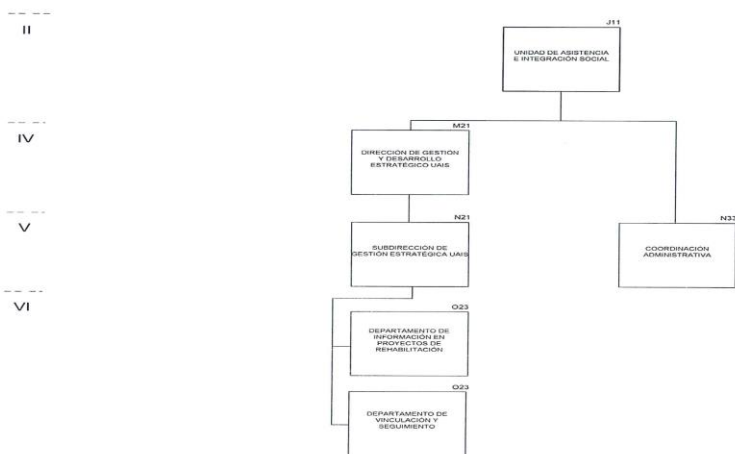 II
J11
UNIDAD DE ASISTENCIA
E INTEGRACIÓN SOCIAL
IV
M21
DIRECCIÓN DE GESTIÓN
Y DESARROLLO
ESTRATÉGICO UAIS
V
N21
SUBDIRECCIÓN DE
GESTIÓN ESTRATÉGICA UAIS
N33
COORDINACIÓN
ADMINISTRATIVA
VI
O23
DEPARTAMENTO DE
INFORMACIÓN EN
PROYECTOS DE
REHABILITACIÓN
O23
DEPARTAMENTO DE
VINCULACIÓN Y
SEGUIMIENTO